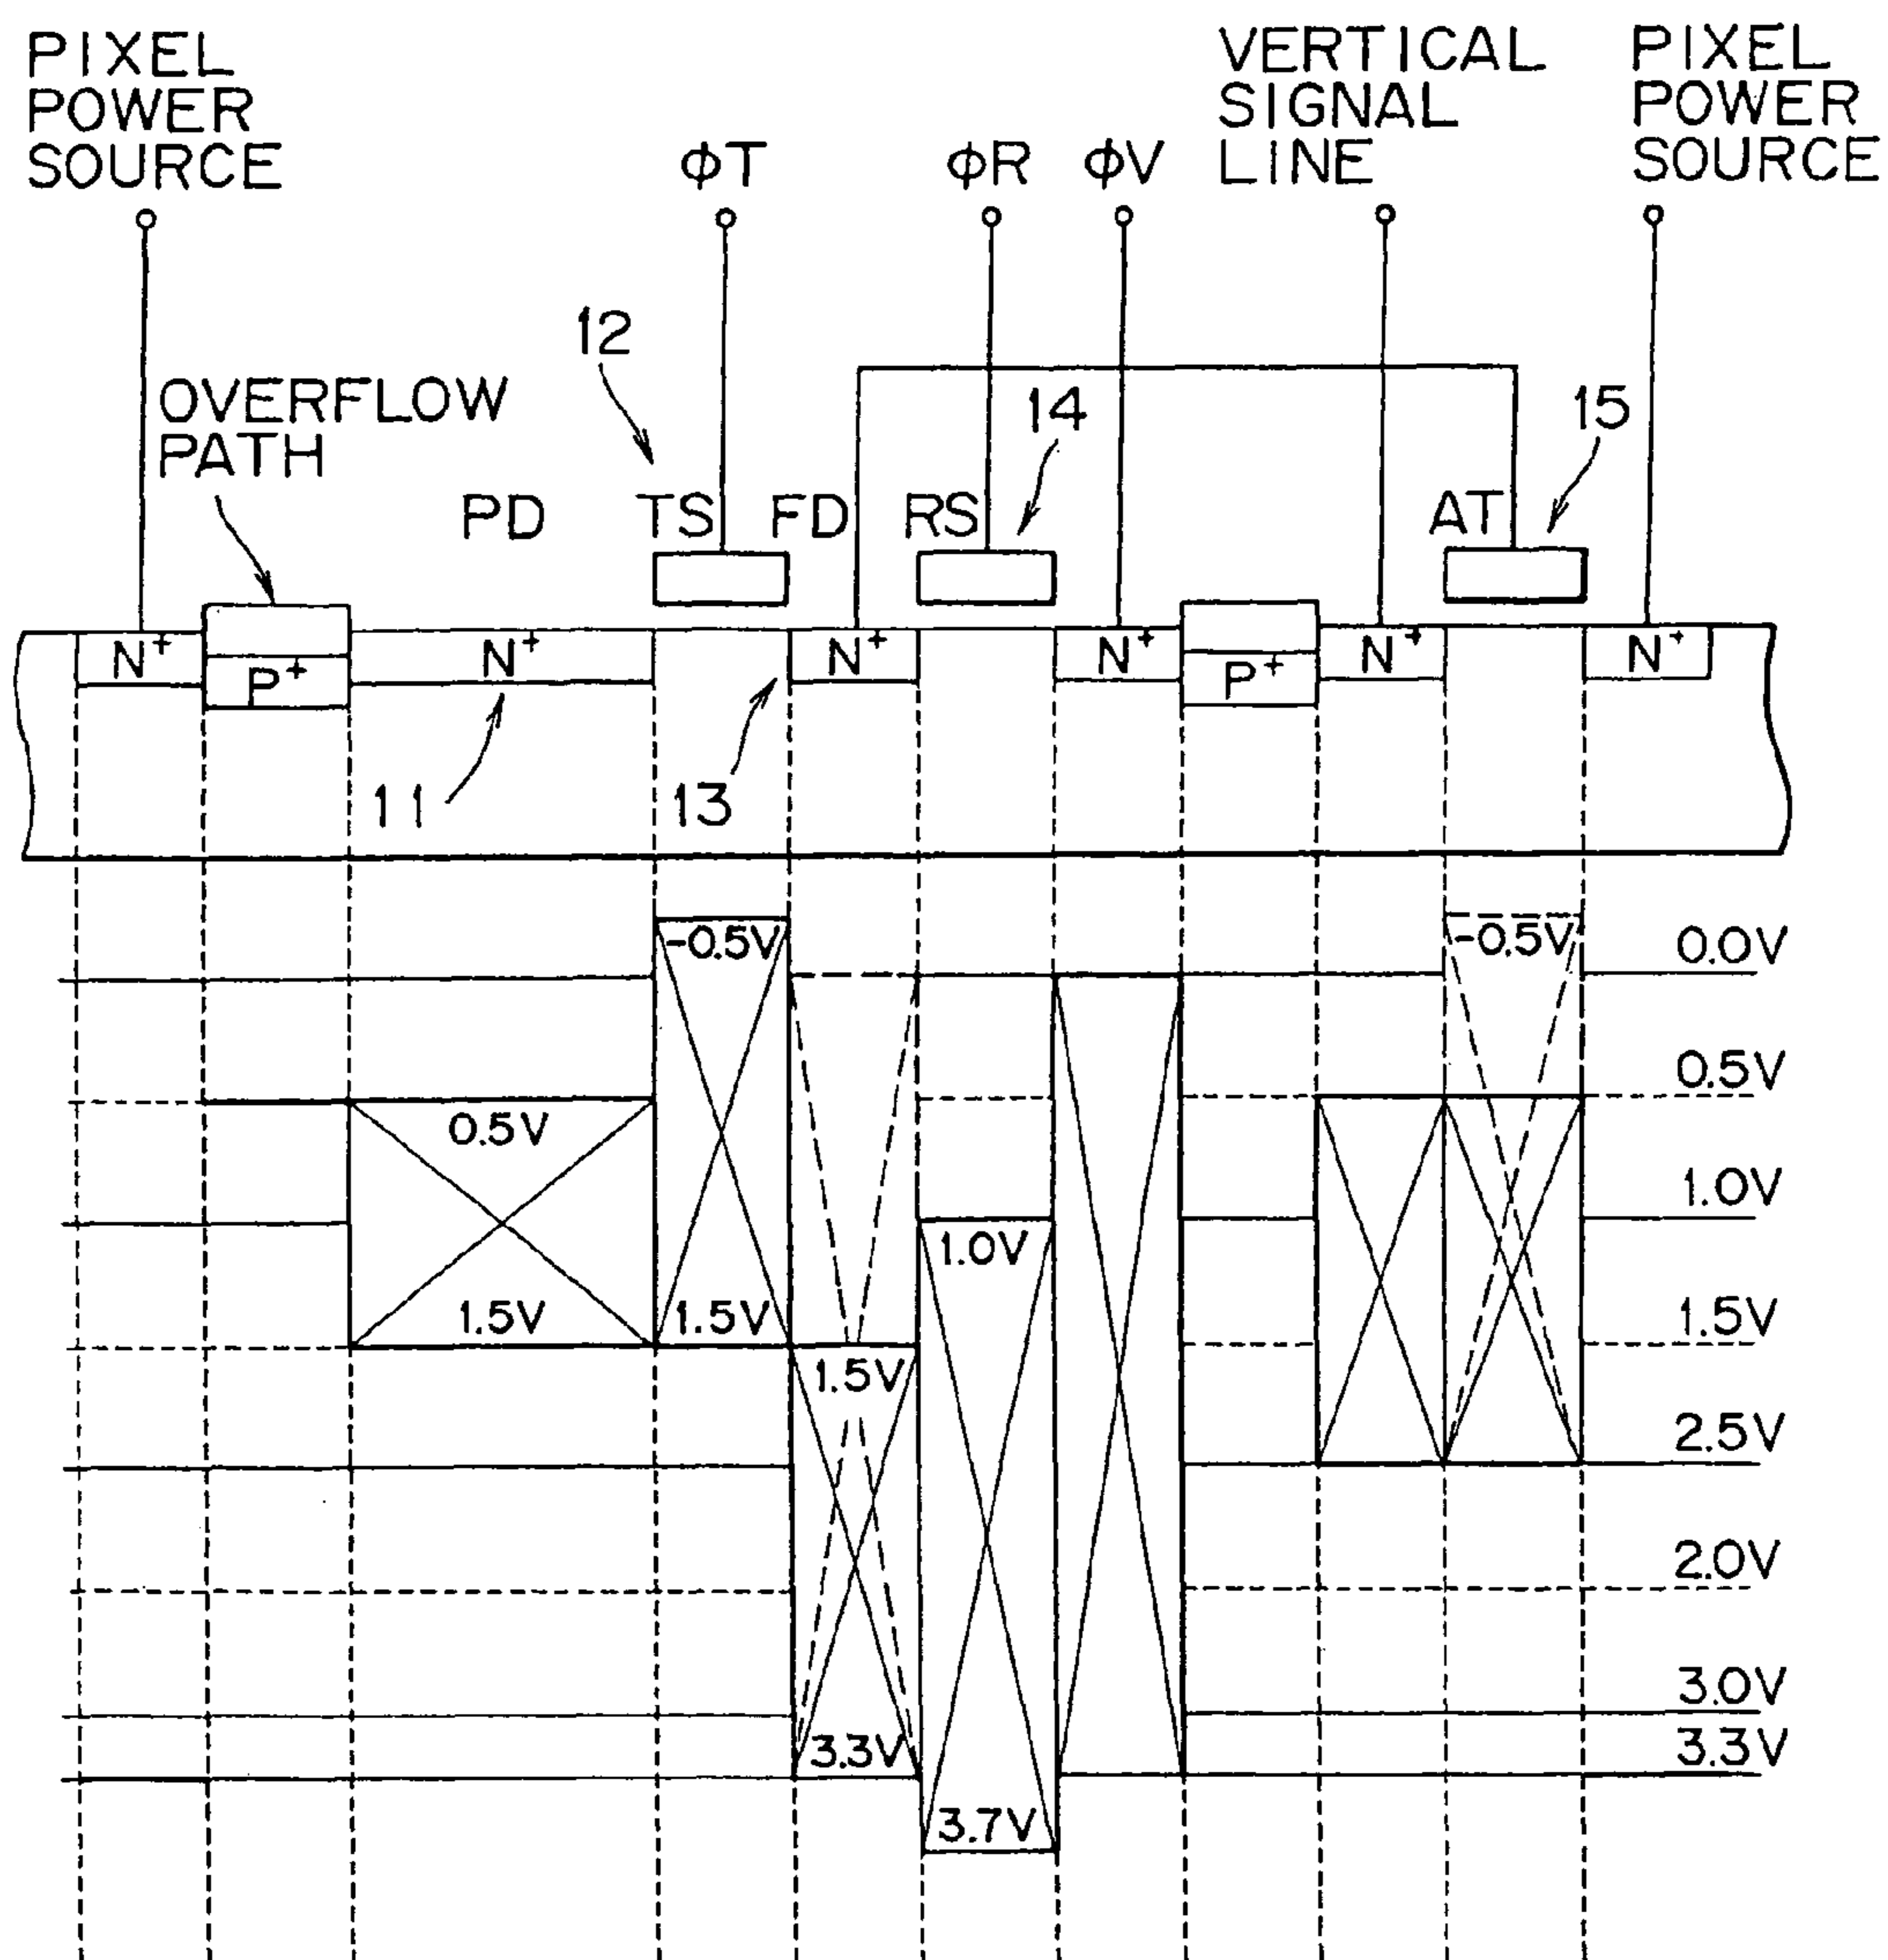 PIXEL
POWER
SOURCE
φT
φR
φV
VERTICAL
SIGNAL
LINE
PIXEL
POWER
SOURCE
12
OVERFLOW
PATH
14
15
PD
TS
FD
RS
AT
N+
P+
N+
N+
N+
P+
N+
N+
11
13
-0.5V
-0.5V
0.0V
0.5V
0.5V
1.0V
1.0V
1.5V
1.5V
1.5V
1.5V
2.5V
2.0V
3.0V
3.3V
3.3V
3.7V